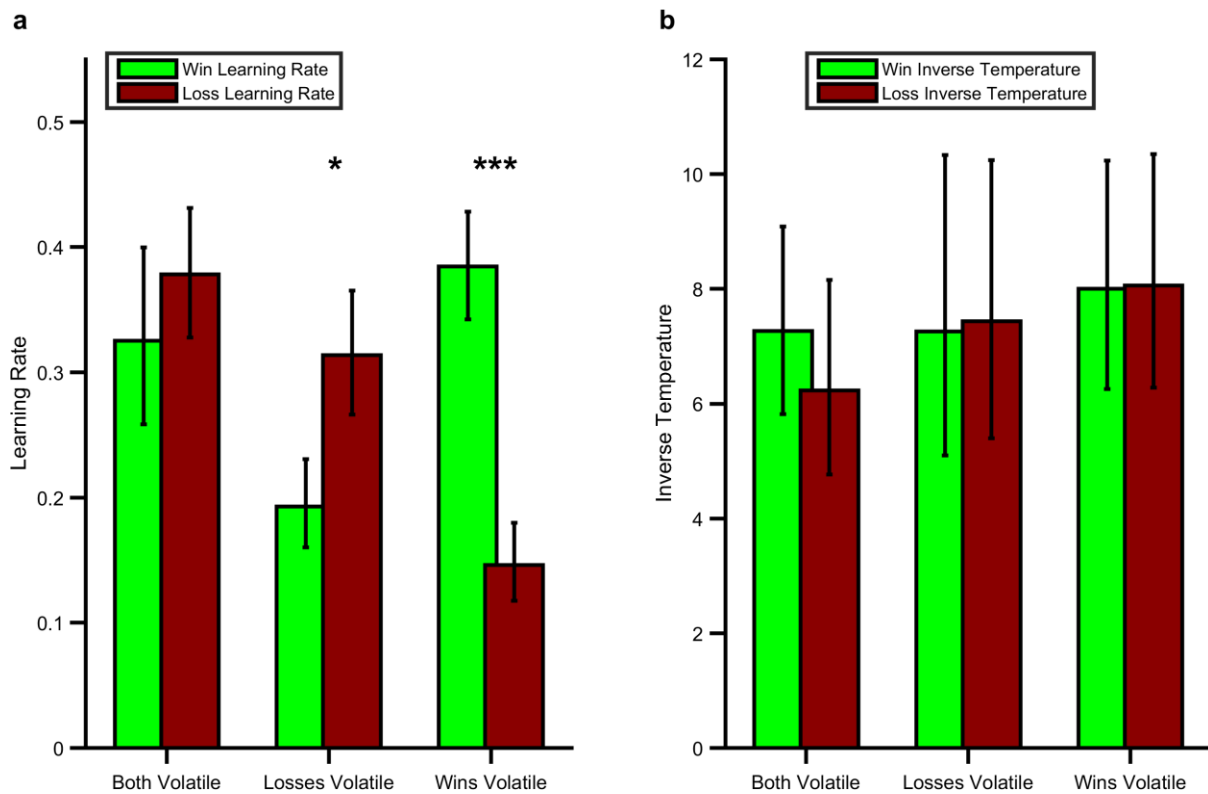 a
Win Learning Rate
Loss Learning Rate
Learning Rate
0.5
0.4
0.3
0.2
0.1
0
*
***
Both Volatile
Losses Volatile
Wins Volatile
b
Win Inverse Temperature
Loss Inverse Temperature
Inverse Temperature
12
10
8
6
4
2
0
Both Volatile
Losses Volatile
Wins Volatile